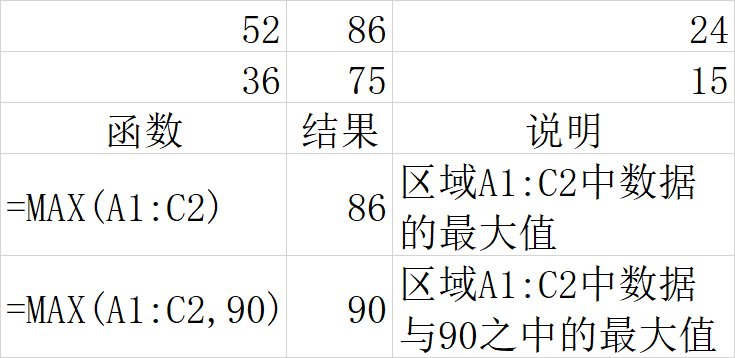 52 86 24
36 75 15
函数 结果 说明
=MAX(A1:C2) 86 区域A1:C2中数据
的最大值
=MAX(A1:C2,90) 90 区域A1:C2中数据
与90之中的最大值